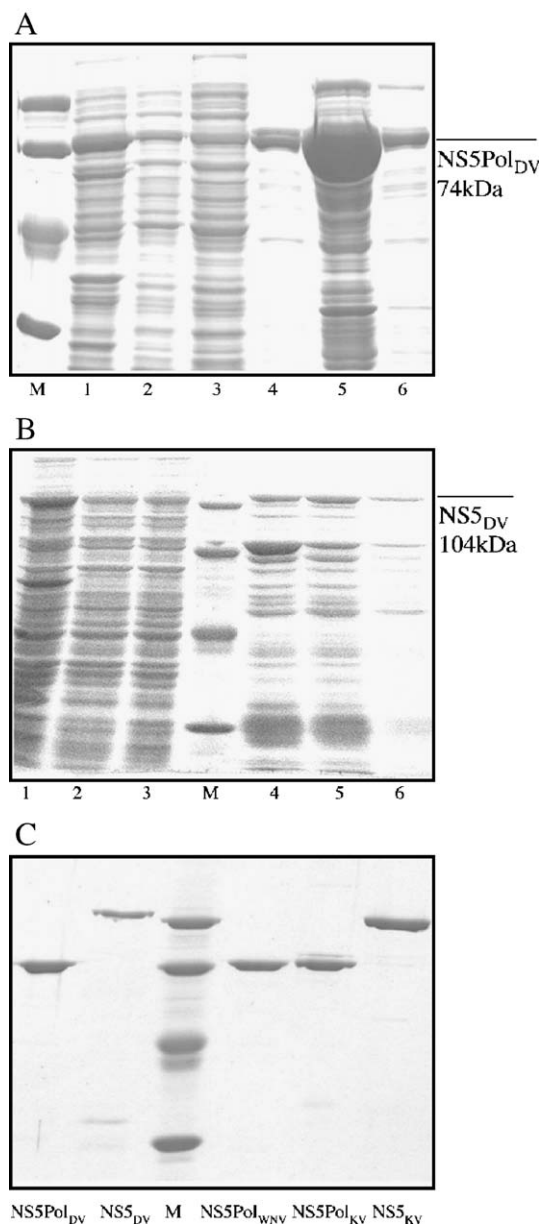 A
NS5Pol_DV
74kDa
M 1 2 3 4 5 6
B
NS5_DV
104kDa
1 2 3 M 4 5 6
C
NS5Pol_DV NS5_DV M NS5Pol_WNV NS5Pol_KV NS5_KV